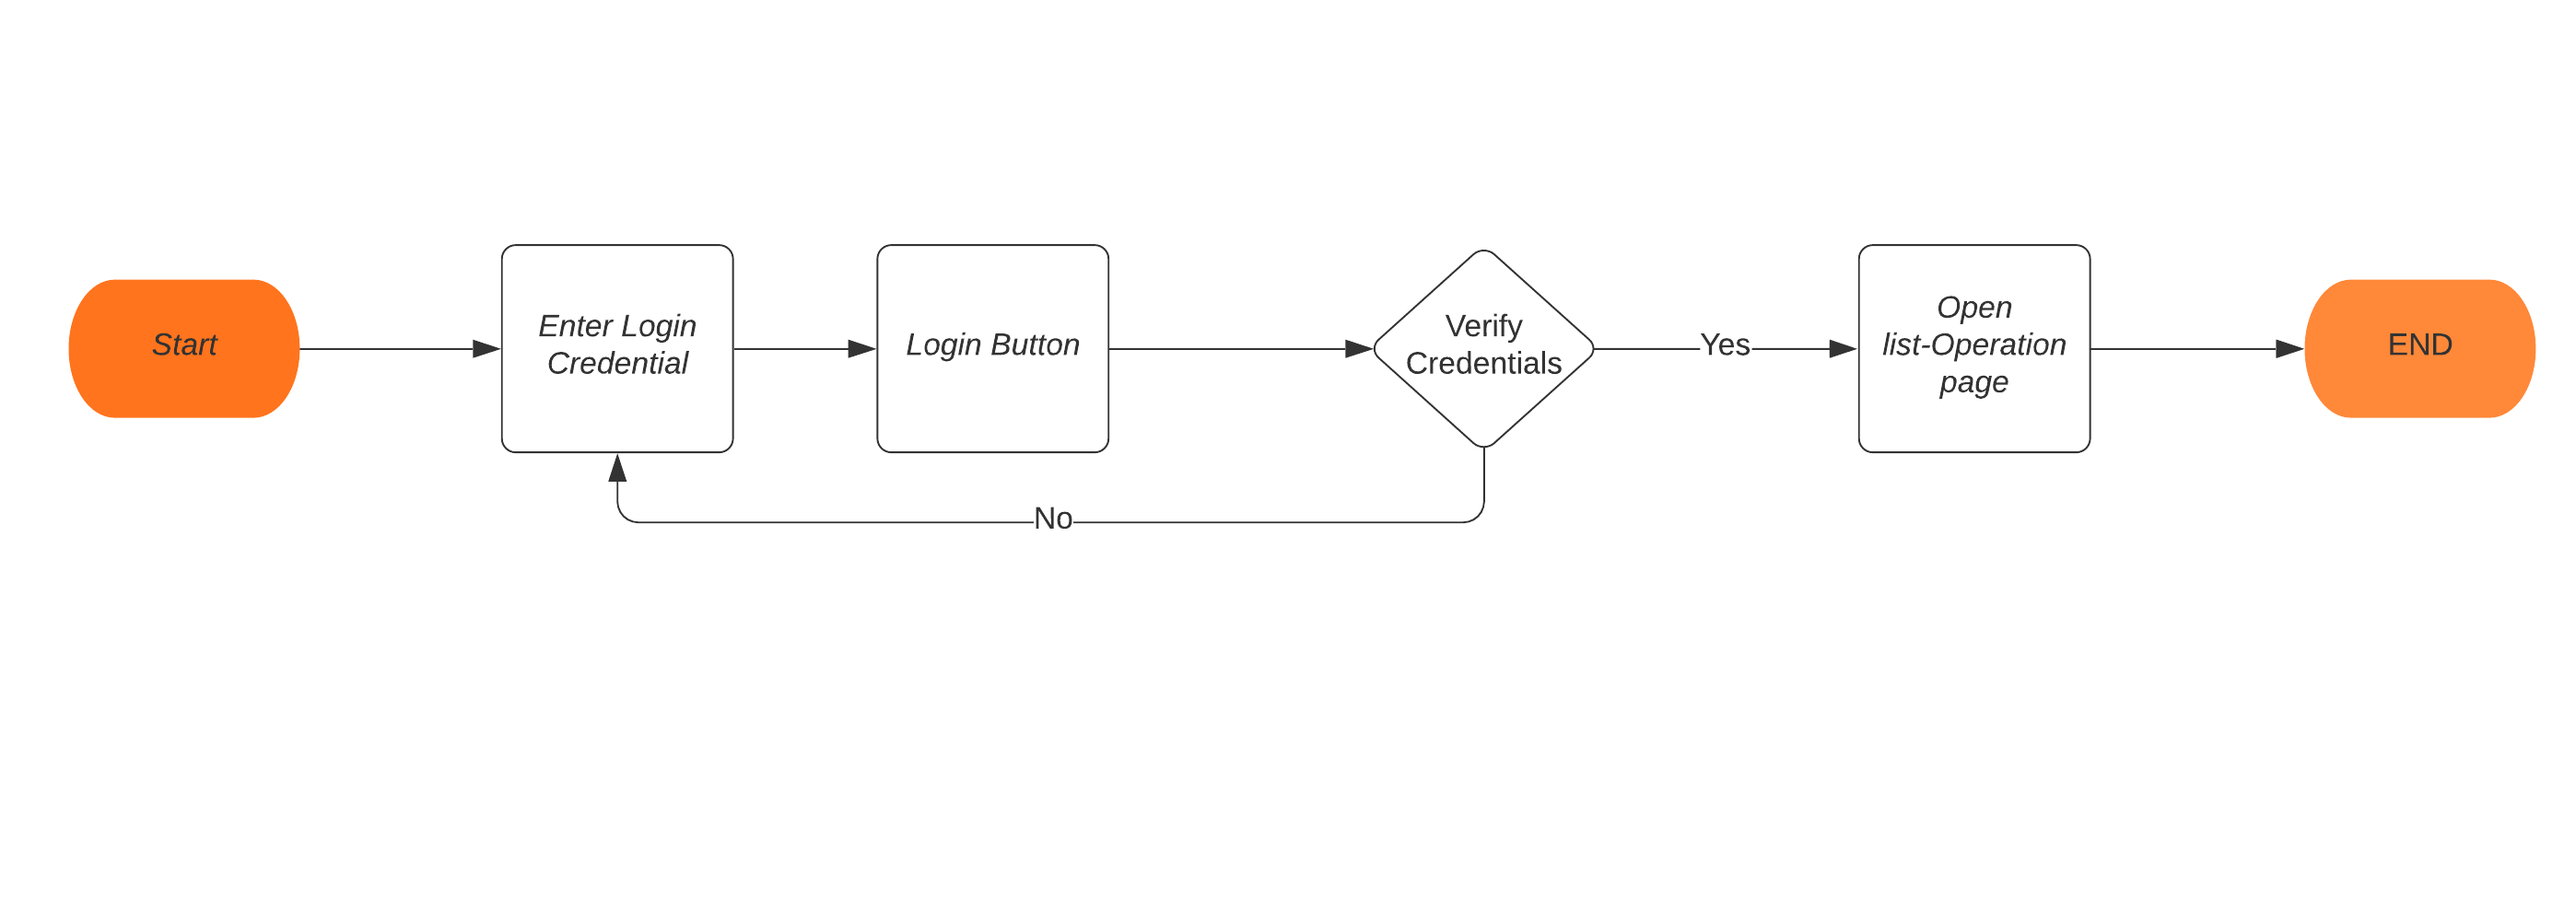 Start
Enter Login
Credential
Login Button
Verify
Credentials
Yes
Open
list-Operation
page
END
No